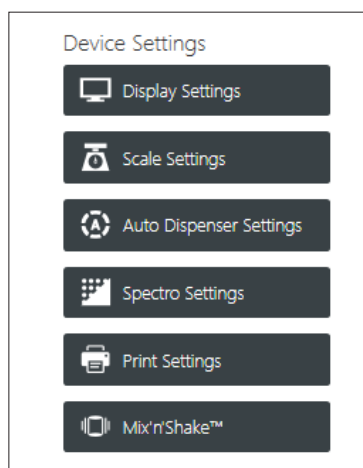 Device Settings
Display Settings
Scale Settings
Auto Dispenser Settings
Spectro Settings
Print Settings
Mix'n'Shake™